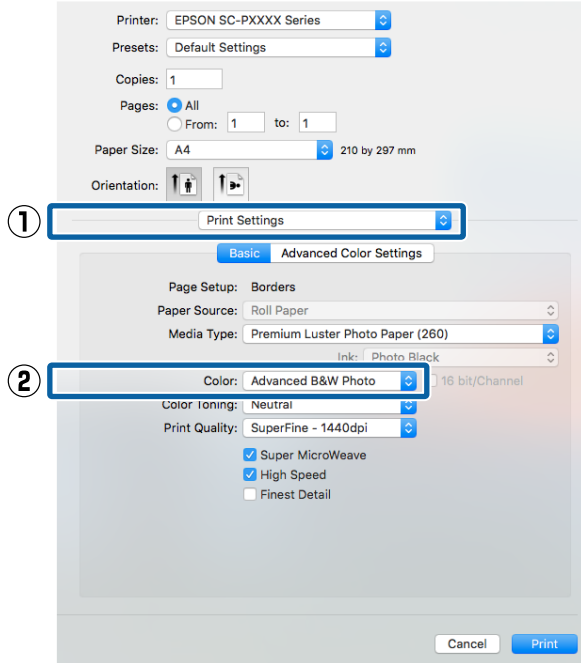 Printer: EPSON SC-PXXXX Series
Presets: Default Settings
Copies: 1
Pages: All
From: 1 to: 1
Paper Size: A4 210 by 297 mm
Orientation:
1 Print Settings
Basic Advanced Color Settings
Page Setup: Borders
Paper Source: Roll Paper
Media Type: Premium Luster Photo Paper (260)
Ink: Photo Black
2 Color: Advanced B&W Photo 16 bit/Channel
Color Toning: Neutral
Print Quality: SuperFine - 1440dpi
Super MicroWeave
High Speed
Finest Detail
Cancel Print